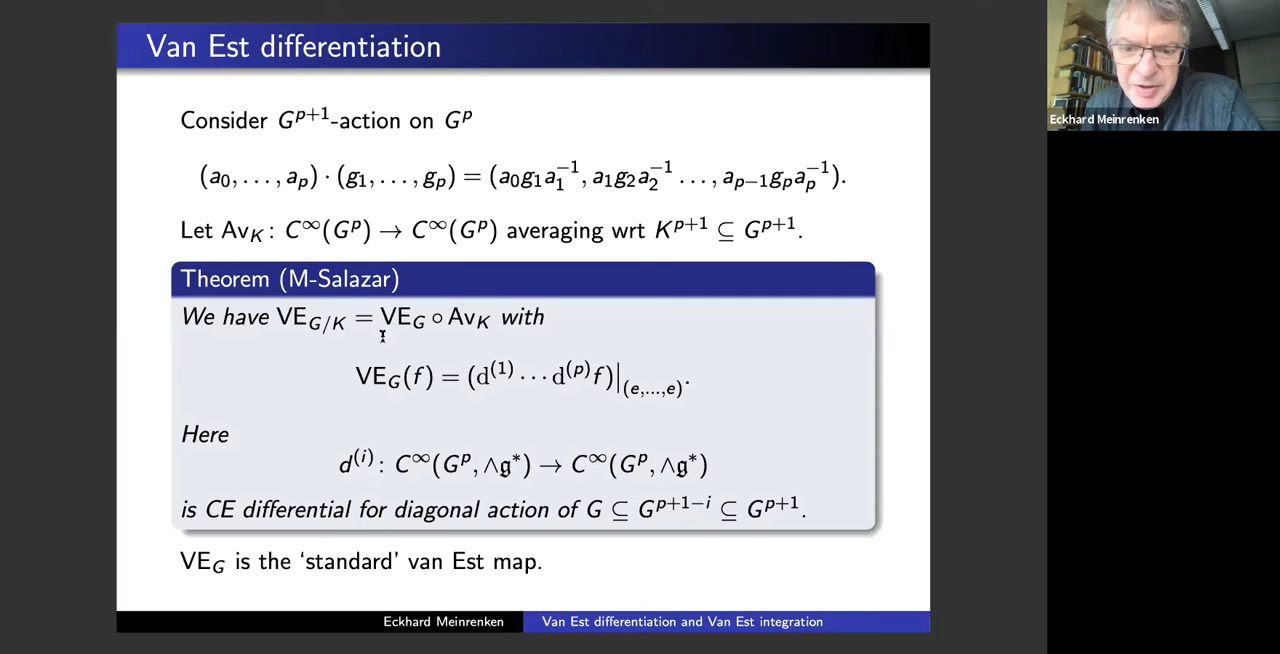 Van Est differentiation
Consider G^{p+1}-action on G^p
(a_0, . . . , a_p) · (g_1, . . . , g_p) = (a_0g_1a_1^{-1}, a_1g_2a_2^{-1} . . . , a_{p-1}g_pa_p^{-1}).
Let Av_K : C^∞(G^p) → C^∞(G^p) averaging wrt K^{p+1} ⊆ G^{p+1}.
Theorem (M-Salazar)
We have VE_{G/K} = VE_G ∘ Av_K with
VE_G(f) = (d^{(1)} · · · d^{(p)}f)|_{(e,...,e)}.
Here
d^{(i)} : C^∞(G^p, ∧𝔤^*) → C^∞(G^p, ∧𝔤^*)
is CE differential for diagonal action of G ⊆ G^{p+1-i} ⊆ G^{p+1}.
VE_G is the ‘standard’ van Est map.
Eckhard Meinrenken
Van Est differentiation and Van Est integration
Eckhard Meinrenken